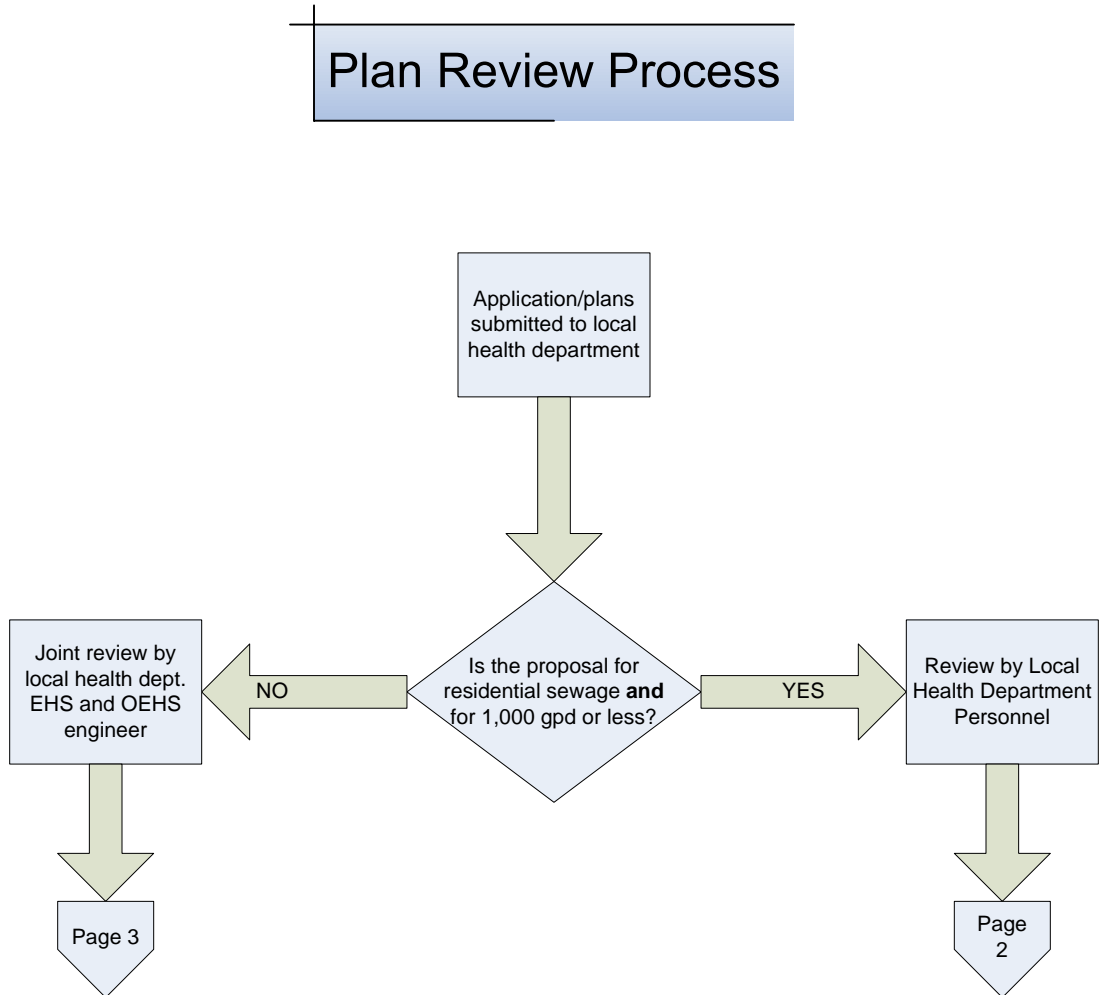 Plan Review Process
Application/plans
submitted to local
health department
Is the proposal for
residential sewage and
for 1,000 gpd or less?
NO
YES
Joint review by
local health dept.
EHS and OEHS
engineer
Review by Local
Health Department
Personnel
Page 3
Page
2